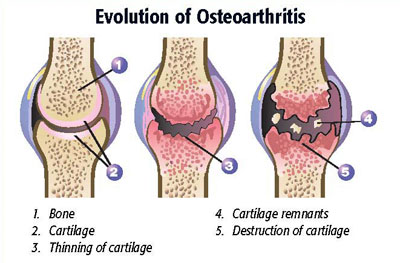 Evolution of Osteoarthritis
1
2
3
4
5
1. Bone
2. Cartilage
3. Thinning of cartilage
4. Cartilage remnants
5. Destruction of cartilage